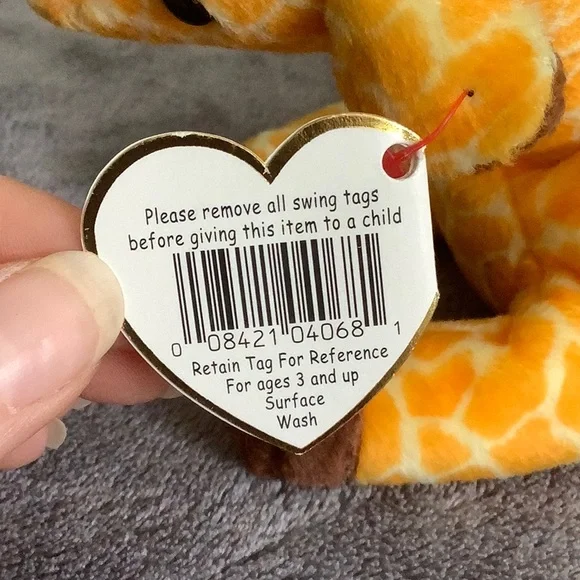 Please remove all swing tags
before giving this item to a child
0 08421 04068 1
Retain Tag For Reference
For ages 3 and up
Surface
Wash